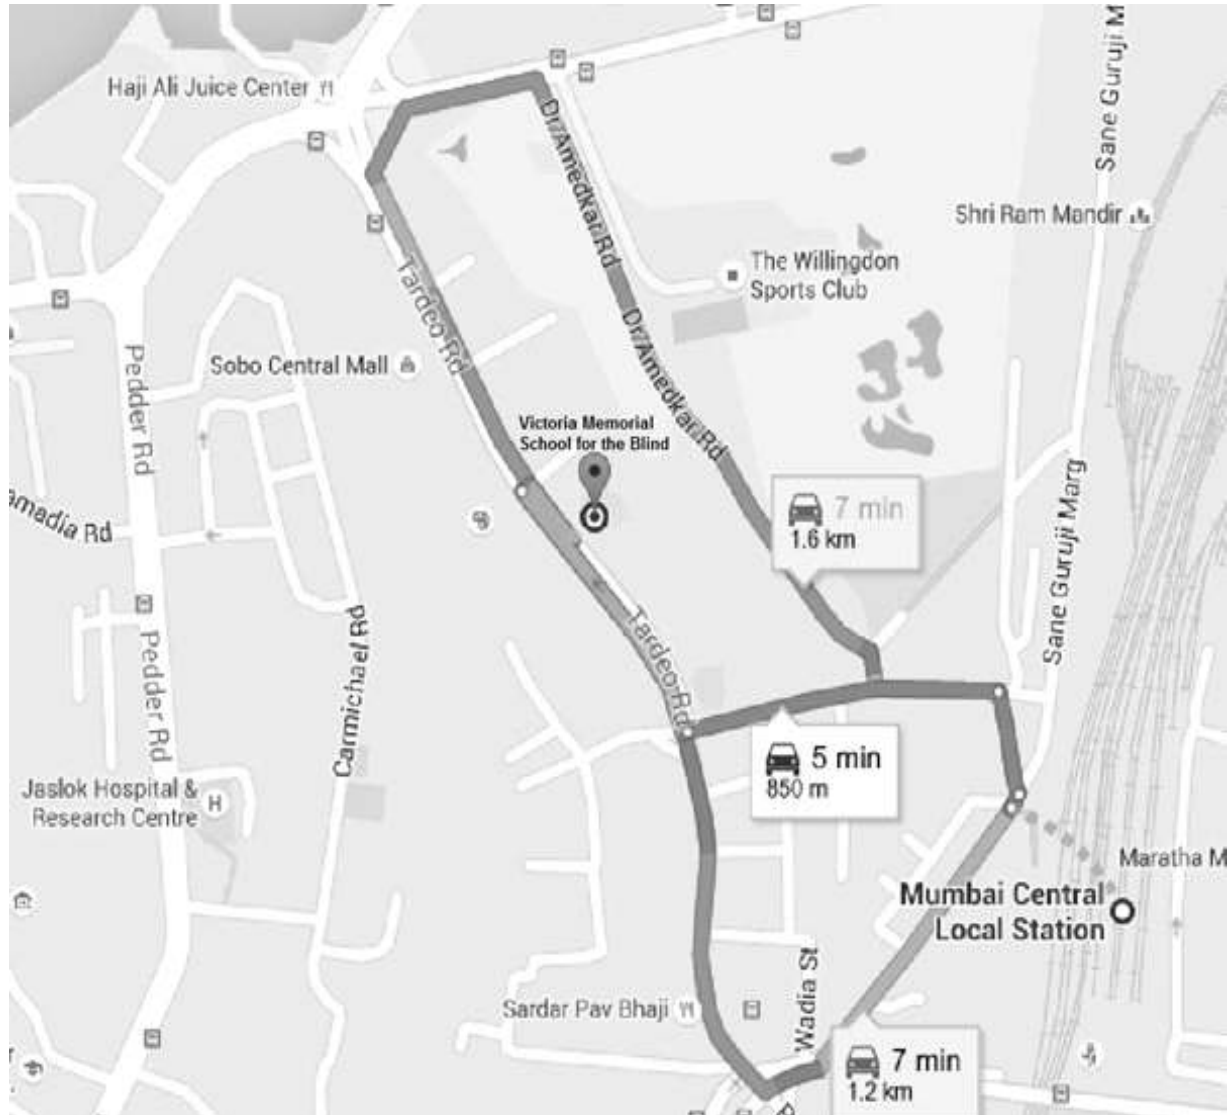 Haji Ali Juice Center
Dr/Amedkar Rd
Sane Guruji M
Shri Ram Mandir
The Willingdon
Sports Club
Tardeo Rd
Dr/Amedkar Rd
Sobo Central Mall
Pedder Rd
Victoria Memorial
School for the Blind
7 min
1.6 km
amadia Rd
Sane Guruji Marg
Tardeo Rd
Carmichael Rd
Pedder Rd
5 min
850 m
Jaslok Hospital &
Research Centre
H
Maratha M
Mumbai Central
Local Station
Sardar Pav Bhaji
Wadia St
7 min
1.2 km